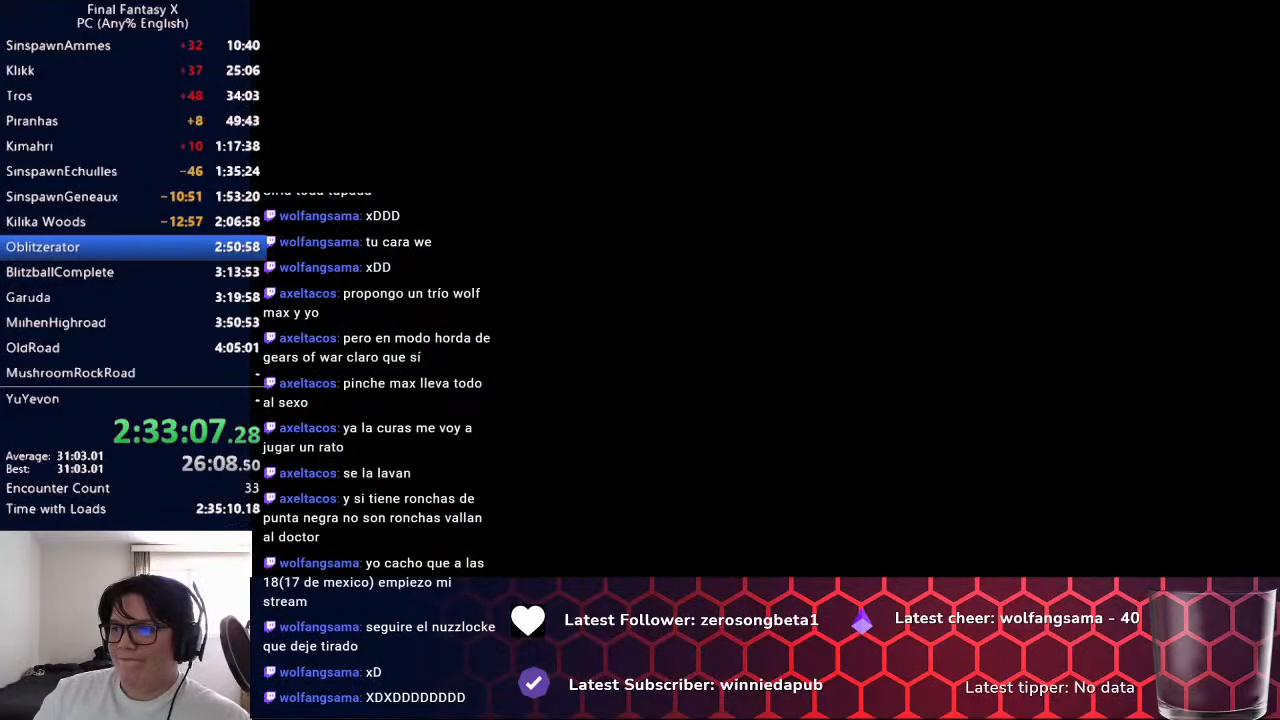 Final Fantasy X
PC (Any% English)
SinspawnAmmes +32 10:40
Klikk +37 25:06
Tros +48 34:03
Piranhas +8 49:43
Kimahri +10 1:17:38
SinspawnEchuilles −46 1:35:24
SinspawnGeneaux −10:51 1:53:20
Kilika Woods −12:57 2:06:58
Oblitzerator 2:50:58
BlitzballComplete 3:13:53
Garuda 3:19:58
MiihenHighroad 3:50:53
OldRoad 4:05:01
MushroomRockRoad -
YuYevon -
2:33:07.28
Average: 31:03.01
Best: 31:03.01
26:08.50
Encounter Count 33
Time with Loads 2:35:10.18
wolfangsama: xDDD
wolfangsama: tu cara we
wolfangsama: xDD
axeltacos: propongo un trío wolf
max y yo
axeltacos: pero en modo horda de
gears of war claro que sí
axeltacos: pinche max lleva todo
al sexo
axeltacos: ya la curas me voy a
jugar un rato
axeltacos: se la lavan
axeltacos: y si tiene ronchas de
punta negra no son ronchas vallan
al doctor
wolfangsama: yo cacho que a las
18(17 de mexico) empiezo mi
stream
wolfangsama: seguire el nuzzlocke
que deje tirado
wolfangsama: xD
wolfangsama: XDXDDDDDDDD
Latest Follower: zerosongbeta1
Latest cheer: wolfangsama - 40
Latest Subscriber: winniedapub
Latest tipper: No data